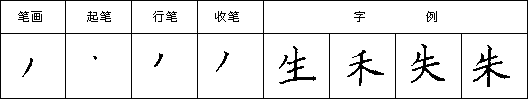 笔画 起笔 行笔 收笔 字例
丿 丶 丿 丿 生 禾 失 朱